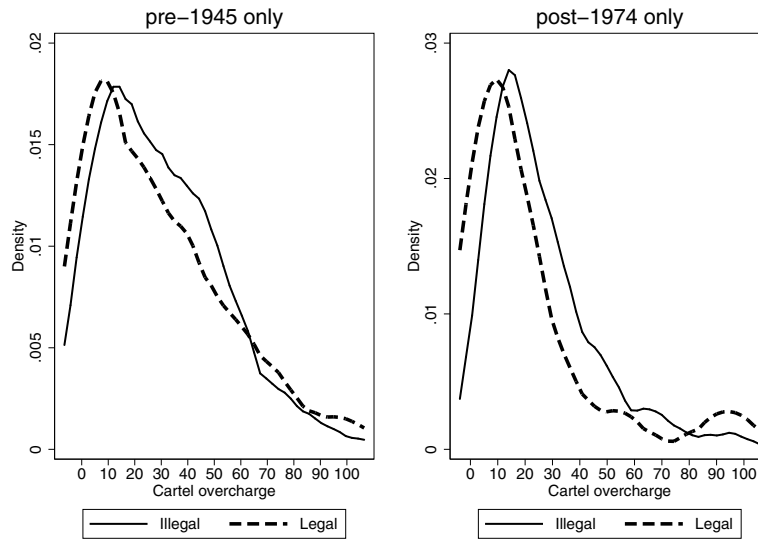 pre−1945 only
post−1974 only
Density
0 .005 .01 .015 .02
0 10 20 30 40 50 60 70 80 90 100
Cartel overcharge
Illegal Legal
Density
0 .01 .02 .03
0 10 20 30 40 50 60 70 80 90 100
Cartel overcharge
Illegal Legal